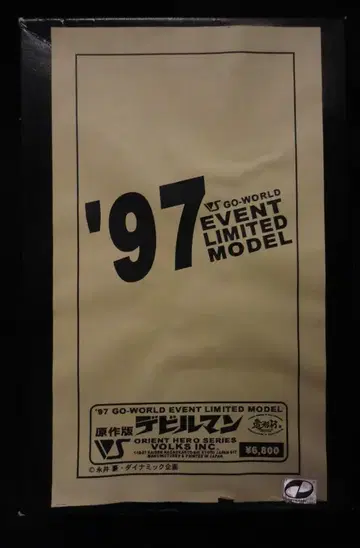 '97
VS GO-WORLD
EVENT
LIMITED
MODEL
'97 GO-WORLD EVENT LIMITED MODEL
原作版 デビルマン
VS ORIENT HERO SERIES
VOLKS INC.
¥6,800
©永井 豪・ダイナミック企画